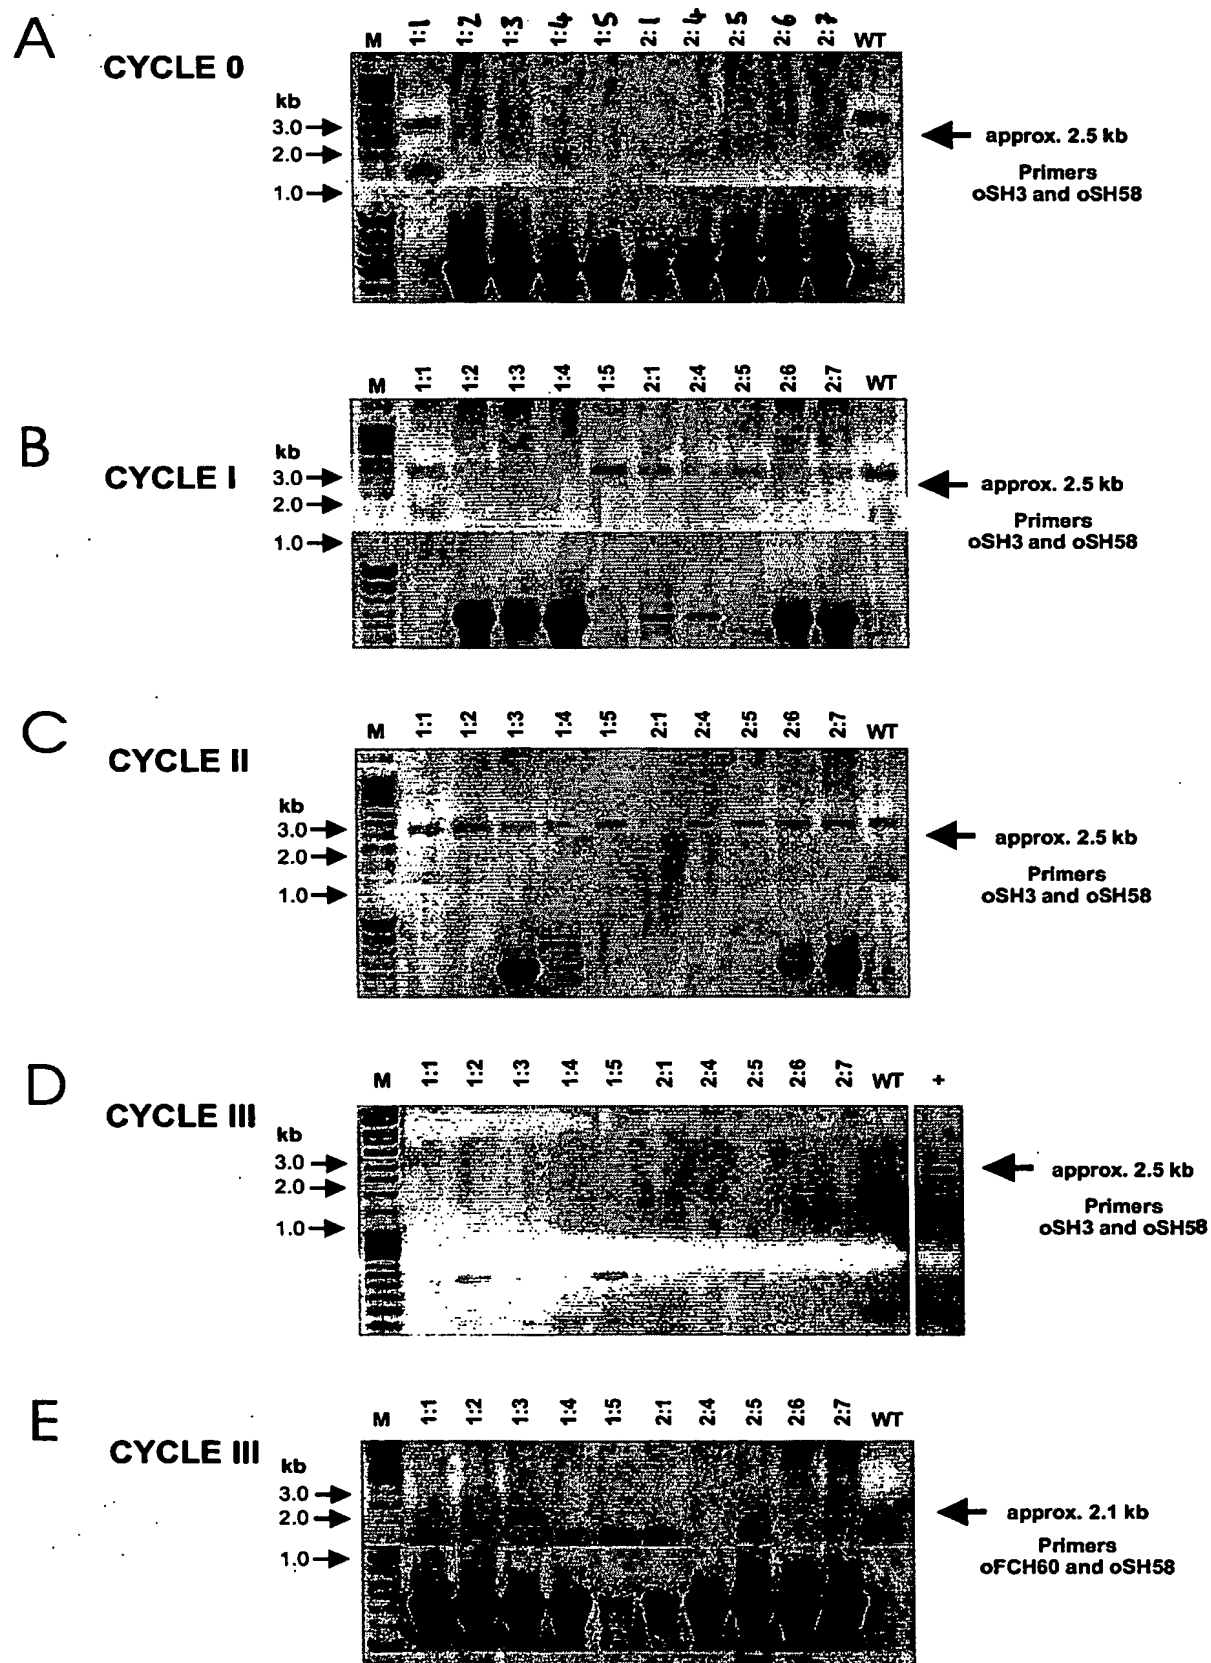 A
CYCLE 0
M 1:1 1:2 1:3 1:4 1:5 2:1 2:4 2:5 2:6 2:7 WT
kb
3.0
2.0
1.0
approx. 2.5 kb
Primers
oSH3 and oSH58
B
CYCLE I
M 1:1 1:2 1:3 1:4 1:5 2:1 2:4 2:5 2:6 2:7 WT
kb
3.0
2.0
1.0
approx. 2.5 kb
Primers
oSH3 and oSH58
C
CYCLE II
M 1:1 1:2 1:3 1:4 1:5 2:1 2:4 2:5 2:6 2:7 WT
kb
3.0
2.0
1.0
approx. 2.5 kb
Primers
oSH3 and oSH58
D
CYCLE III
M 1:1 1:2 1:3 1:4 1:5 2:1 2:4 2:5 2:6 2:7 WT +
kb
3.0
2.0
1.0
approx. 2.5 kb
Primers
oSH3 and oSH58
E
CYCLE III
M 1:1 1:2 1:3 1:4 1:5 2:1 2:4 2:5 2:6 2:7 WT
kb
3.0
2.0
1.0
approx. 2.1 kb
Primers
oFCH60 and oSH58